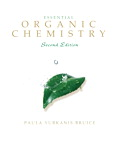 ESSENTIAL
ORGANIC
CHEMISTRY
Second Edition
PAULA YURKANIS BRUICE